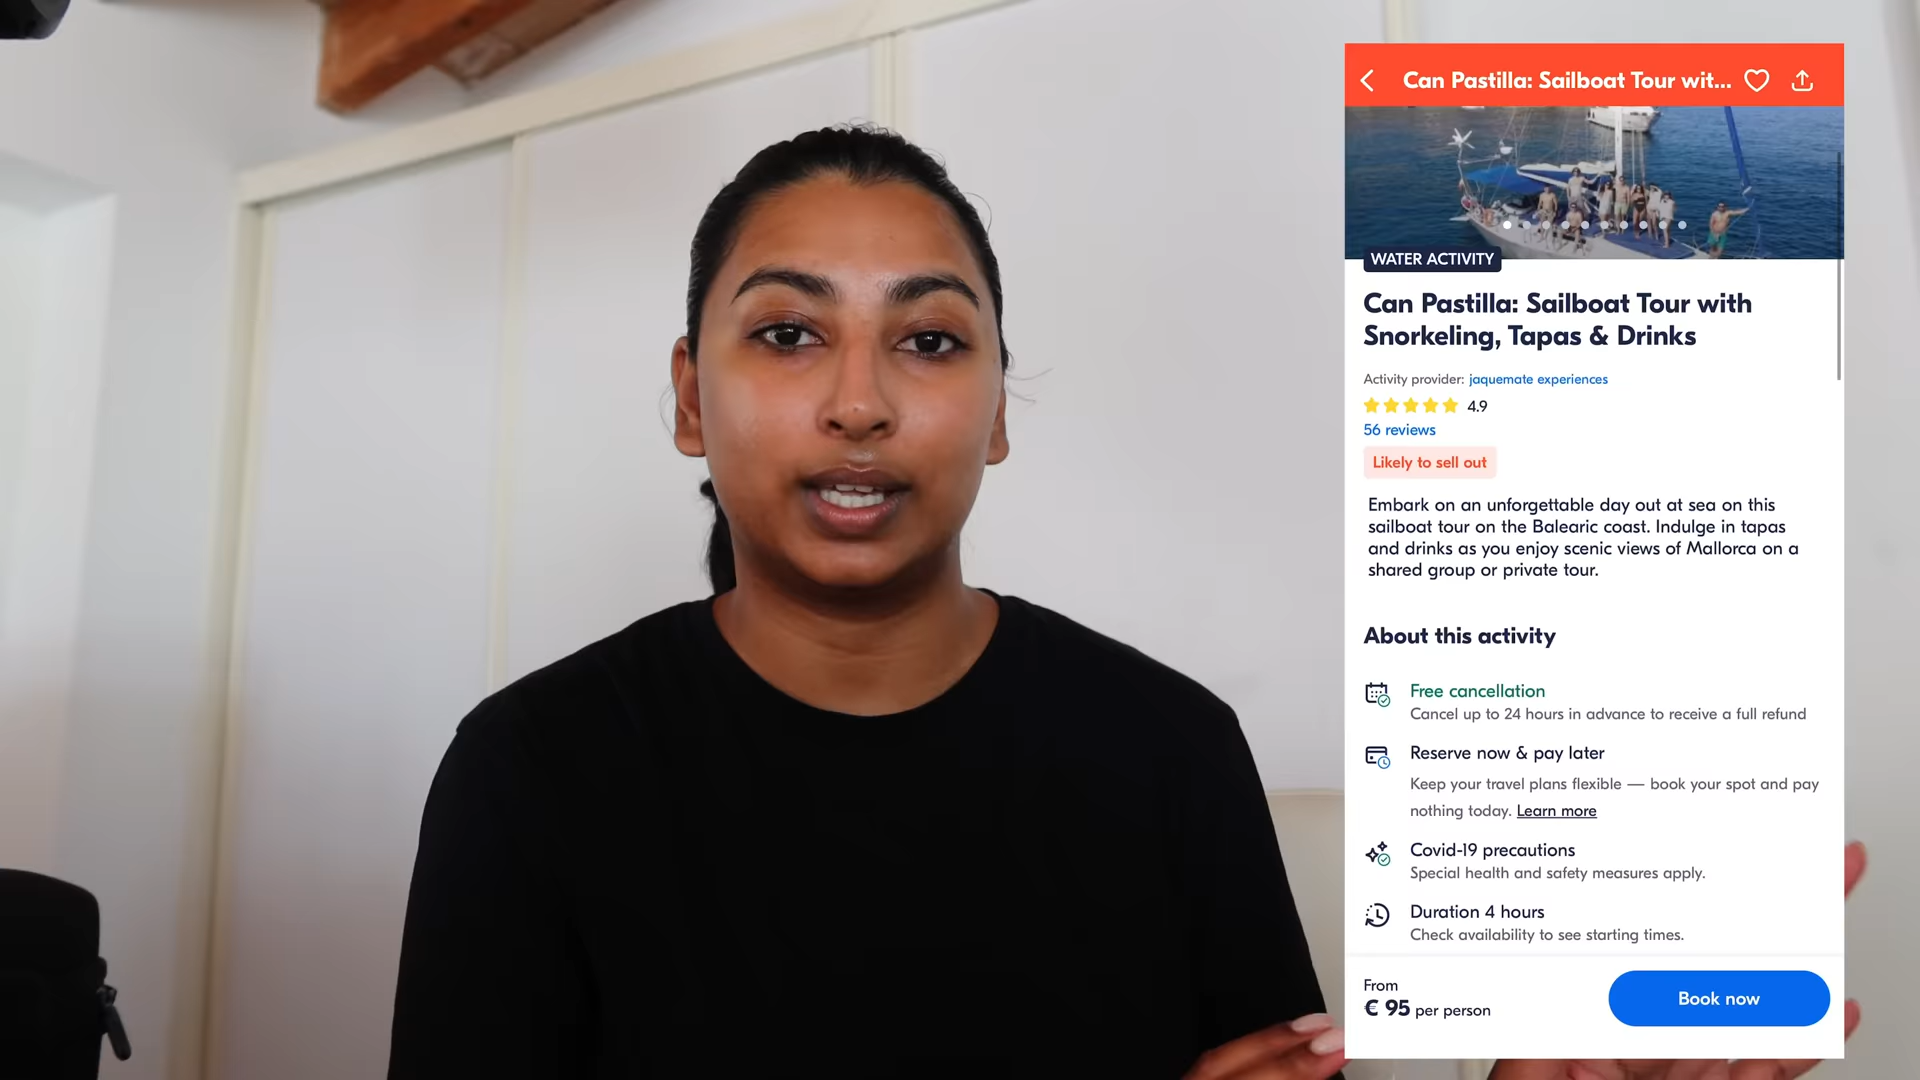 Can Pastilla: Sailboat Tour wit...
WATER ACTIVITY
Can Pastilla: Sailboat Tour with
Snorkeling, Tapas & Drinks
Activity provider: jaquemate experiences
4.9
56 reviews
Likely to sell out
Embark on an unforgettable day out at sea on this
sailboat tour on the Balearic coast. Indulge in tapas
and drinks as you enjoy scenic views of Mallorca on a
shared group or private tour.
About this activity
Free cancellation
Cancel up to 24 hours in advance to receive a full refund
Reserve now & pay later
Keep your travel plans flexible — book your spot and pay
nothing today. Learn more
Covid-19 precautions
Special health and safety measures apply.
Duration 4 hours
Check availability to see starting times.
From
€ 95 per person
Book now